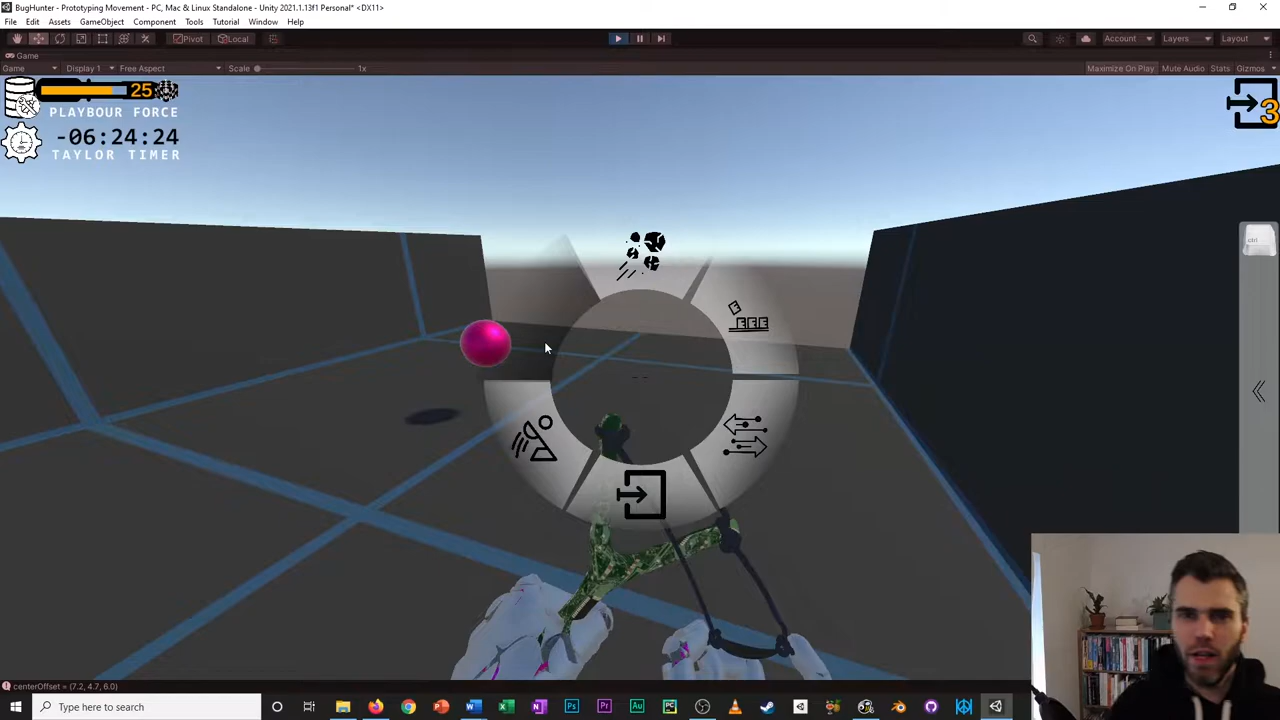 BugHunter - Prototyping Movement - PC, Mac & Linux Standalone - Unity 2021.1.13f1 Personal* <DX11>
File Edit Assets GameObject Component Tools Tutorial Window Help
Pivot Local Account Layers Layout
Game
Game Display 1 Free Aspect Scale 1x Maximize On Play Mute Audio Stats Gizmos
25
PLAYBOUR FORCE
-06:24:24
TAYLOR TIMER
3
ctrl
centerOffset = (7.2, 4.7, 6.0)
Type here to search